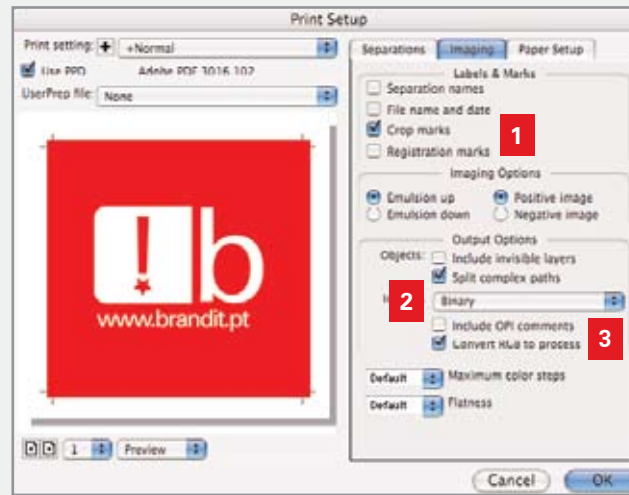 Print Setup
Print setting: +Normal
Use PPD Adobe PDF 3016.102
UserPrep file: None
!b
www.brandit.pt
1 Preview
Separations Imaging Paper Setup
Labels & Marks
Separation names
File name and date
Crop marks
1
Registration marks
Imaging Options
Emulsion up Positive image
Emulsion down Negative image
Output Options
Objects: Include invisible layers
Split complex paths
2 Binary
Include OPI comments
Convert RGB to process 3
Default Maximum color steps
Default Flatness
Cancel OK